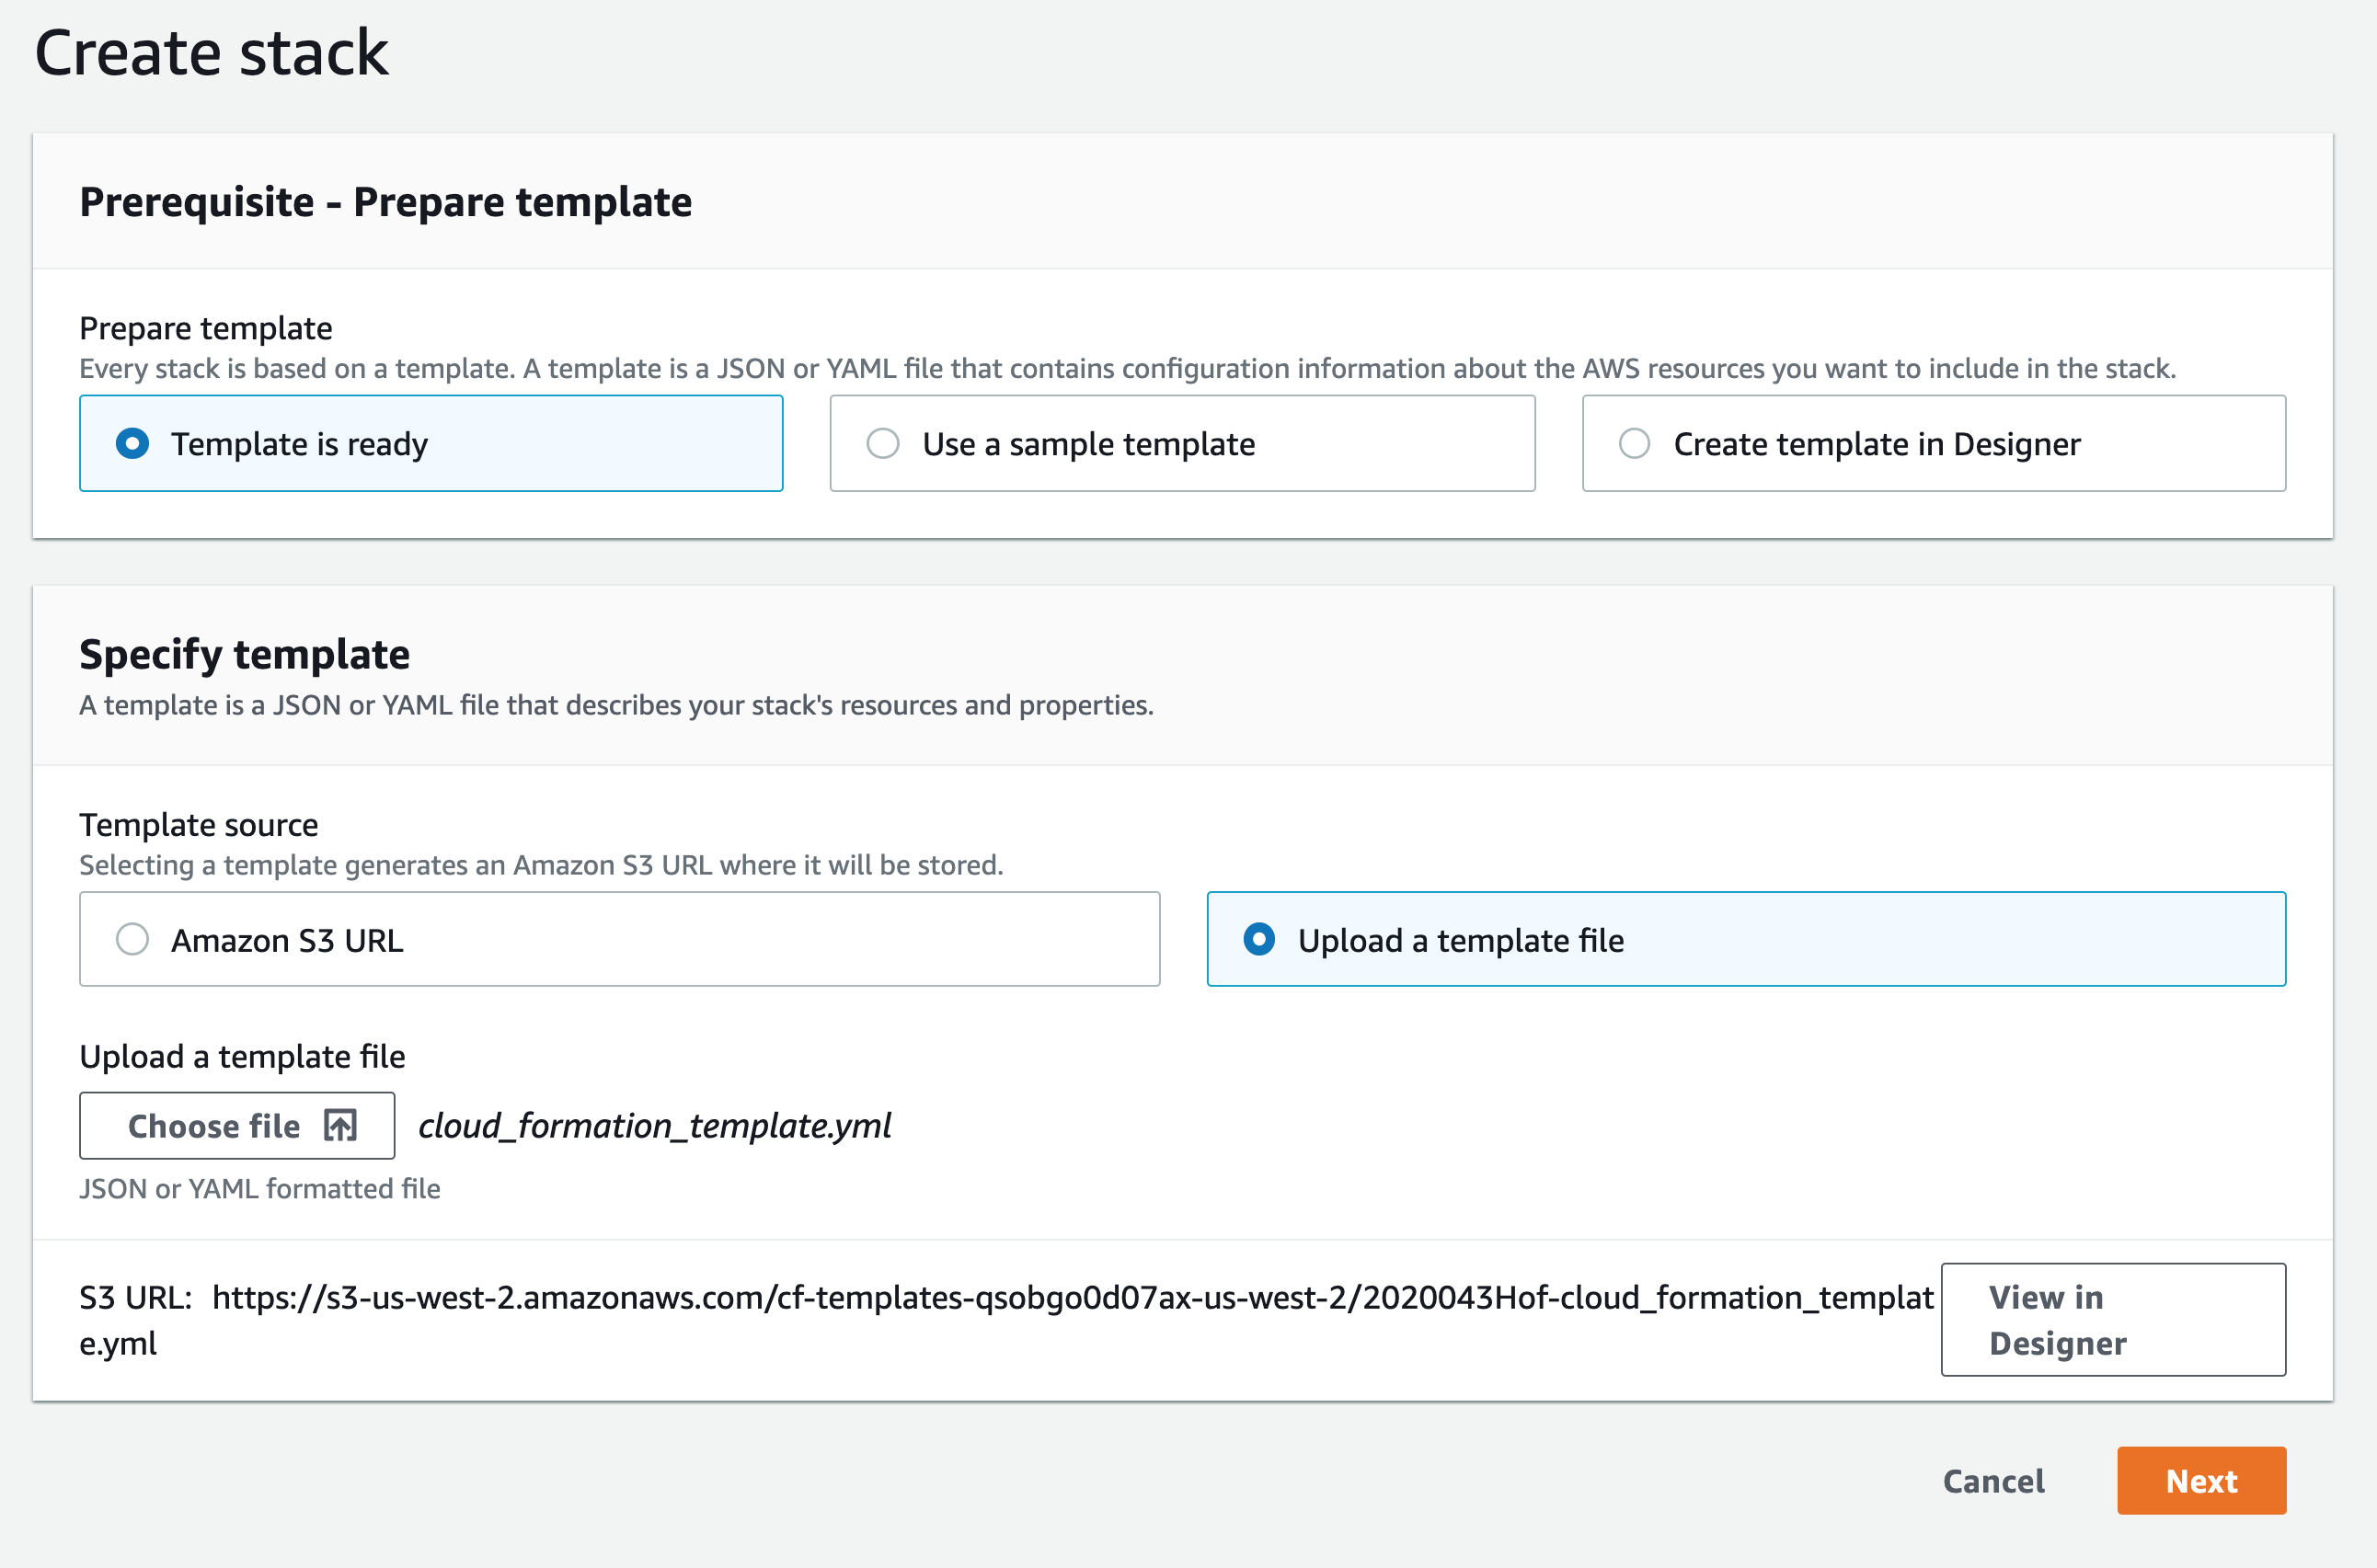 Create stack
Prerequisite - Prepare template
Prepare template
Every stack is based on a template. A template is a JSON or YAML file that contains configuration information about the AWS resources you want to include in the stack.
Template is ready
Use a sample template
Create template in Designer
Specify template
A template is a JSON or YAML file that describes your stack's resources and properties.
Template source
Selecting a template generates an Amazon S3 URL where it will be stored.
Amazon S3 URL
Upload a template file
Upload a template file
Choose file
cloud_formation_template.yml
JSON or YAML formatted file
S3 URL: https://s3-us-west-2.amazonaws.com/cf-templates-qsobgo0d07ax-us-west-2/2020043Hof-cloud_formation_templat
e.yml
View in
Designer
Cancel
Next